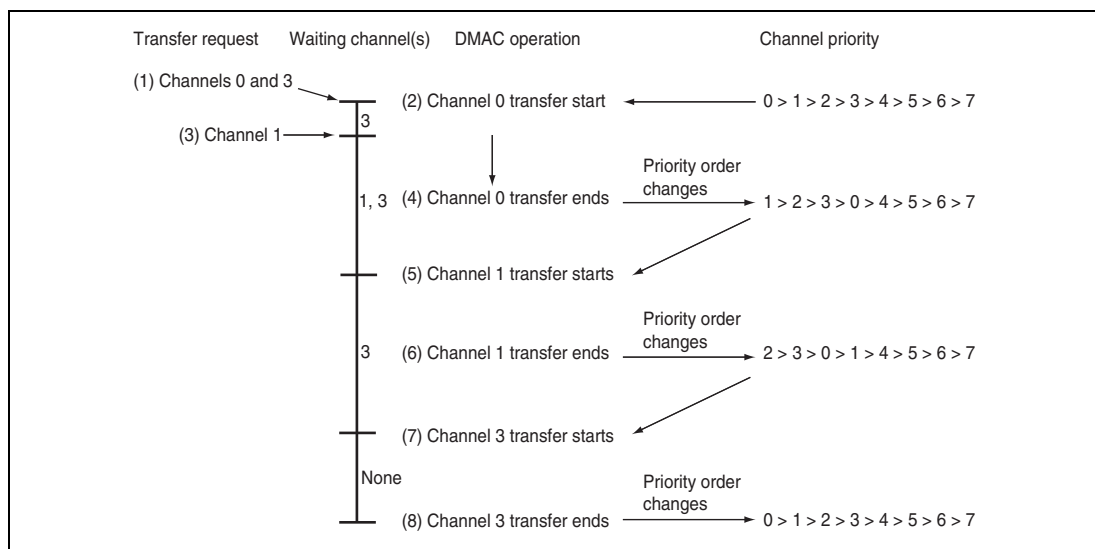 Transfer request Waiting channel(s) DMAC operation Channel priority
(1) Channels 0 and 3
(2) Channel 0 transfer start 0 > 1 > 2 > 3 > 4 > 5 > 6 > 7
3
(3) Channel 1
Priority order
changes
1, 3 (4) Channel 0 transfer ends 1 > 2 > 3 > 0 > 4 > 5 > 6 > 7
(5) Channel 1 transfer starts
Priority order
changes
3 (6) Channel 1 transfer ends 2 > 3 > 0 > 1 > 4 > 5 > 6 > 7
(7) Channel 3 transfer starts
None
Priority order
changes
(8) Channel 3 transfer ends 0 > 1 > 2 > 3 > 4 > 5 > 6 > 7